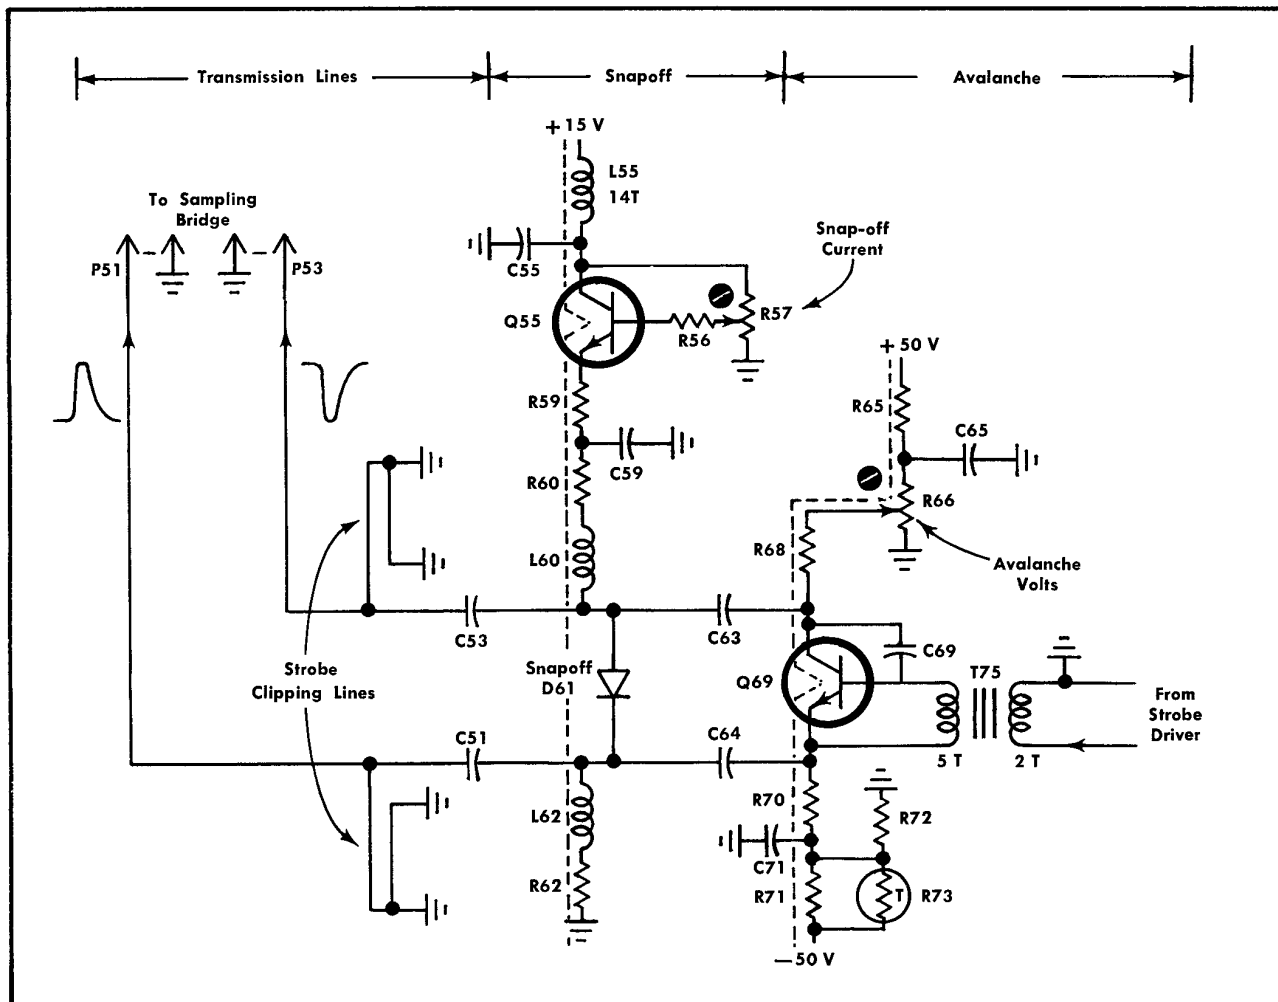 Transmission Lines
Snapoff
Avalanche
+ 15 V
L55
14T
To Sampling
Bridge
P51
P53
C55
Snap-off
Current
Q55
R56
R57
+ 50 V
R59
R65
C65
C59
R60
R66
L60
R68
Avalanche
Volts
C53
C63
C69
Strobe
Clipping Lines
Snapoff
D61
Q69
T75
From
Strobe
Driver
C51
C64
5 T
2 T
L62
R70
R72
C71
R62
R71
T
R73
— 50 V